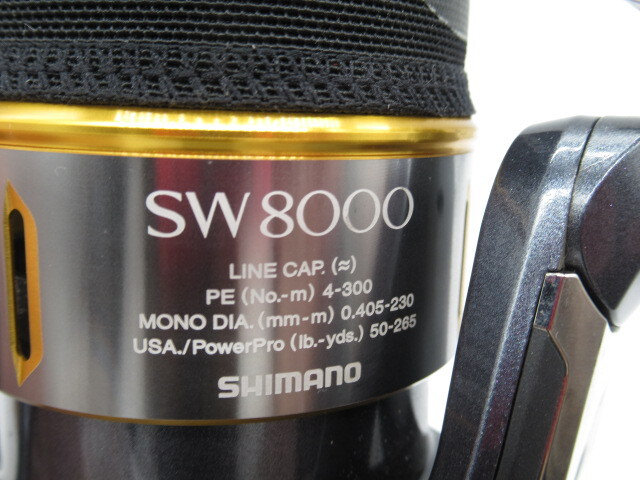 SW 8000
LINE CAP. (≈)
PE (No.-m) 4-300
MONO DIA. (mm-m) 0.405-230
USA./PowerPro (lb.-yds.) 50-265
SHIMANO